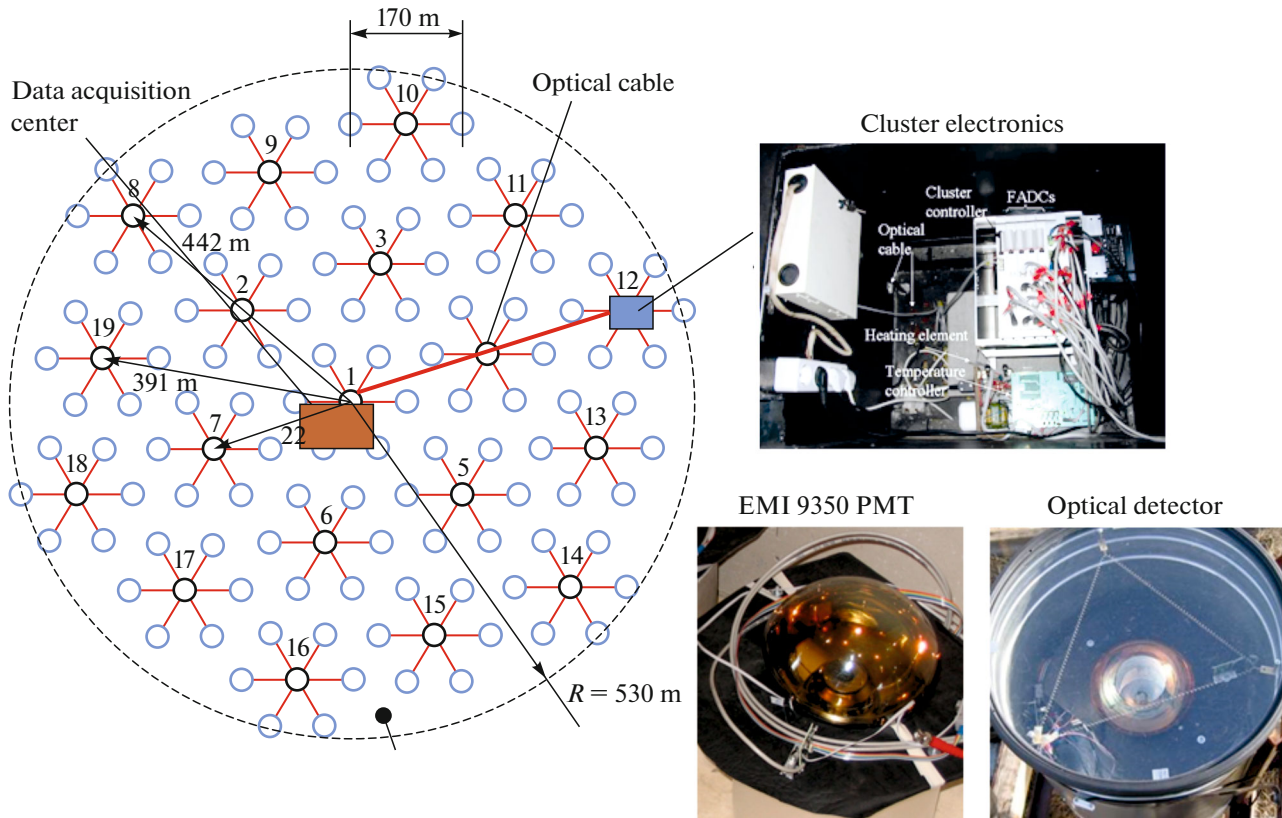 170 m
Data acquisition
center
Optical cable
10
9
8
11
3
442 m
2
12
19
391 m
1
7
22
13
18
5
6
17
14
15
16
R = 530 m
Cluster electronics
Cluster
controller
FADCs
Optical
cable
Heating element
Temperature
controller
EMI 9350 PMT
Optical detector